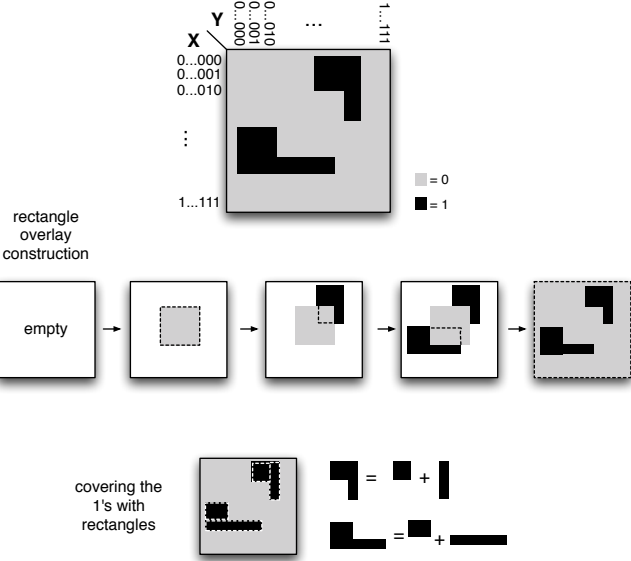 Y
0...000
0...001
0...010
...
1...111
X
0...000
0...001
0...010
...
1...111
= 0
= 1
rectangle
overlay
construction
empty
covering the
1's with
rectangles
= +
= +